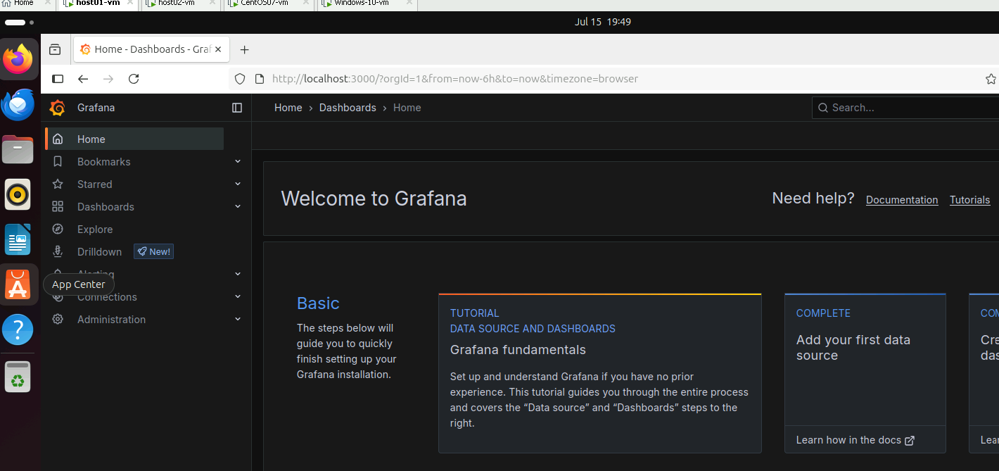 Home
host01-vm
host02-vm
CentOS07-vm
Windows-10-vm
Jul 15 19:49
Home - Dashboards - Graf
http://localhost:3000/?orgId=1&from=now-6h&to=now&timezone=browser
Grafana
Home › Dashboards › Home
Search...
Home
Bookmarks
Starred
Dashboards
Explore
Drilldown New!
Alerting
App Center
Connections
Administration
Welcome to Grafana
Need help? Documentation Tutorials
Basic
The steps below will
guide you to quickly
finish setting up your
Grafana installation.
TUTORIAL
DATA SOURCE AND DASHBOARDS
Grafana fundamentals
Set up and understand Grafana if you have no prior
experience. This tutorial guides you through the entire process
and covers the “Data source” and “Dashboards” steps to the
right.
COMPLETE
Add your first data
source
Learn how in the docs
CO
Cre
das
Lea